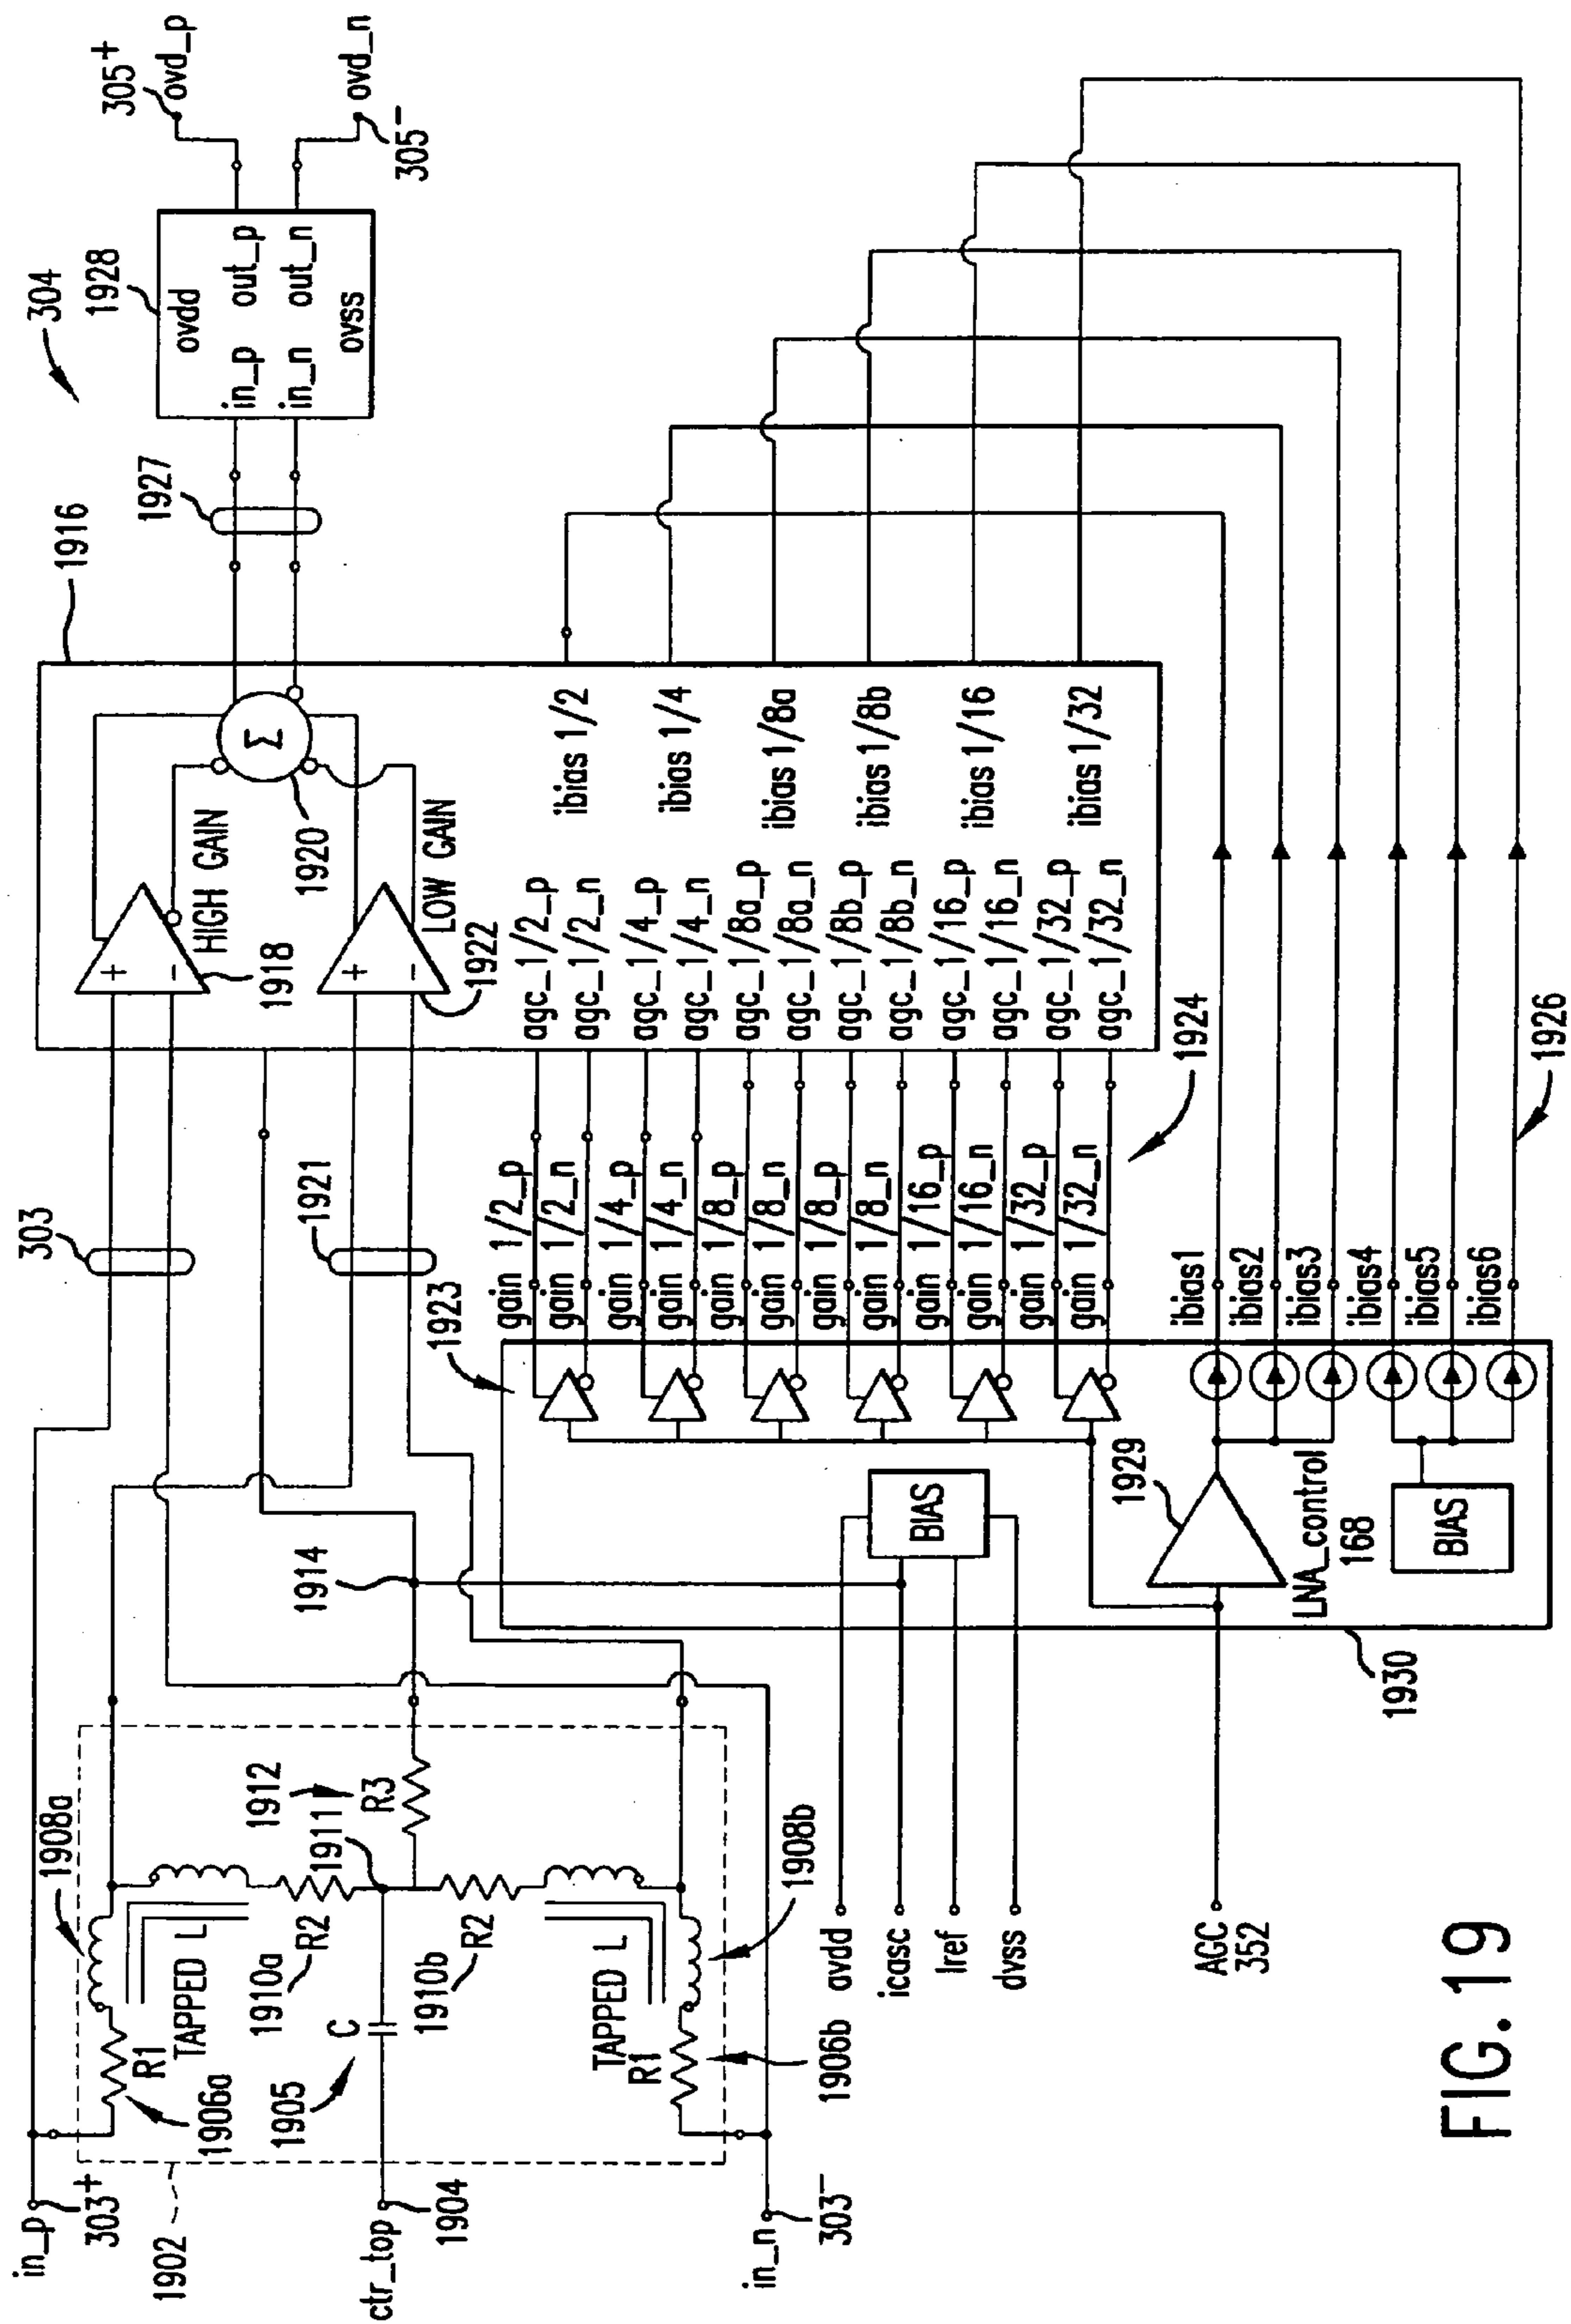 304
303
1916
1927
1928
305+
ovd_p
ovd_n
305-
ovdd
in_p out_p
in_n out_n
ovss
in_p
303+
1902
1908a
1906a
R1
TAPPED L
1910a
R2
1905
C
ctr_top
1904
1912
R3
1911
1910b
R2
TAPPED L
R1
1906b
1908b
in_n
303-
1914
1921
+
-
HIGH GAIN
1918
Σ
1920
+
-
LOW GAIN
1922
1923
gain 1/2_p
gain 1/2_n
gain 1/4_p
gain 1/4_n
gain 1/8_p
gain 1/8_n
gain 1/8_p
gain 1/8_n
gain 1/16_p
gain 1/16_n
gain 1/32_p
gain 1/32_n
agc_1/2_p
agc_1/2_n
agc_1/4_p
agc_1/4_n
agc_1/8a_p
agc_1/8a_n
agc_1/8b_p
agc_1/8b_n
agc_1/16_p
agc_1/16_n
agc_1/32_p
agc_1/32_n
ibias 1/2
ibias 1/4
ibias 1/8a
ibias 1/8b
ibias 1/16
ibias 1/32
1924
avdd
icasc
Iref
dvss
BIAS
AGC
352
1929
LNA_control
168
BIAS
1930
ibias1
ibias2
ibias3
ibias4
ibias5
ibias6
1926
FIG. 19